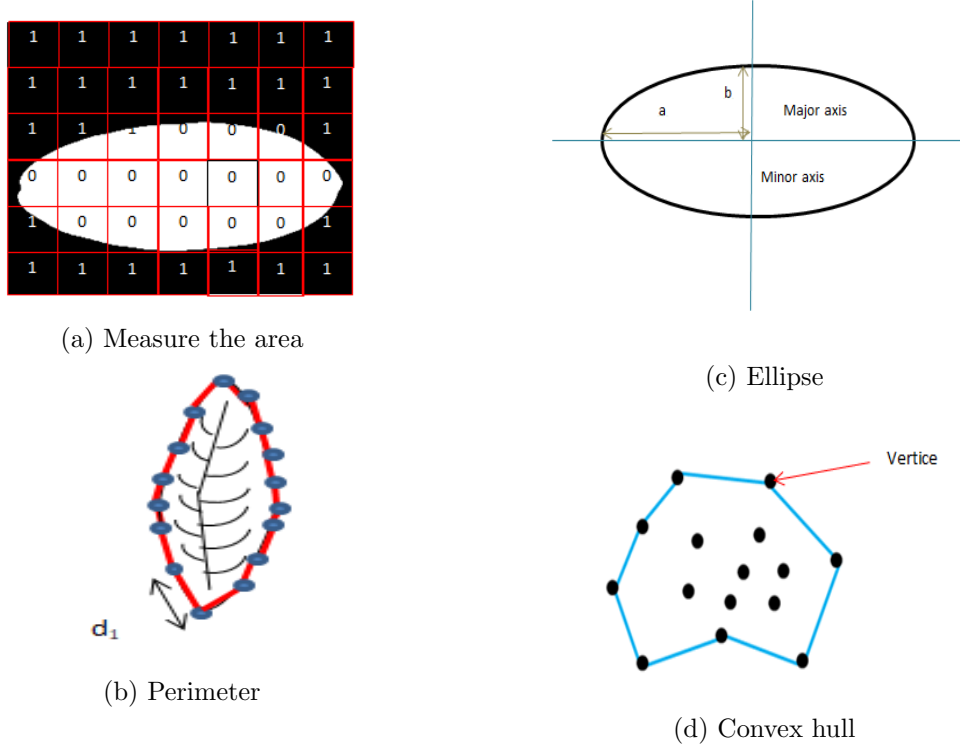 1 1 1 1 1 1 1
1 1 1 1 1 1 1
1 1 1 0 0 0 1
0 0 0 0 0 0 0
1 0 0 0 0 0 1
1 1 1 1 1 1 1
(a) Measure the area
b
a
Major axis
Minor axis
(c) Ellipse
d₁
(b) Perimeter
Vertice
(d) Convex hull